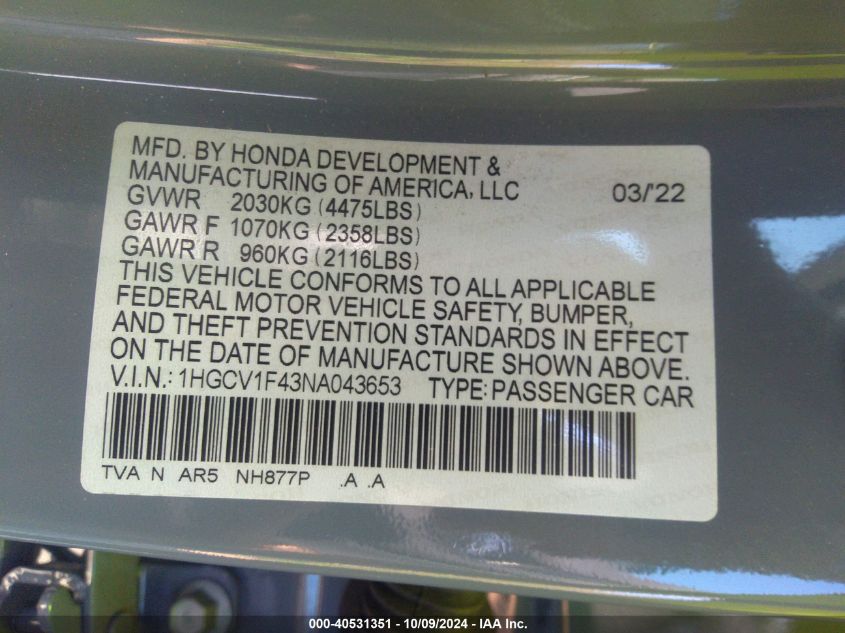 MFD. BY HONDA DEVELOPMENT &
MANUFACTURING OF AMERICA, LLC 03/'22
GVWR 2030KG (4475LBS)
GAWR F 1070KG (2358LBS)
GAWR R 960KG (2116LBS)
THIS VEHICLE CONFORMS TO ALL APPLICABLE
FEDERAL MOTOR VEHICLE SAFETY, BUMPER,
AND THEFT PREVENTION STANDARDS IN EFFECT
ON THE DATE OF MANUFACTURE SHOWN ABOVE.
V.I.N.: 1HGCV1F43NA043653 TYPE: PASSENGER CAR
TVA N AR5 NH877P .A .A
000-40531351 - 10/09/2024 - IAA Inc.